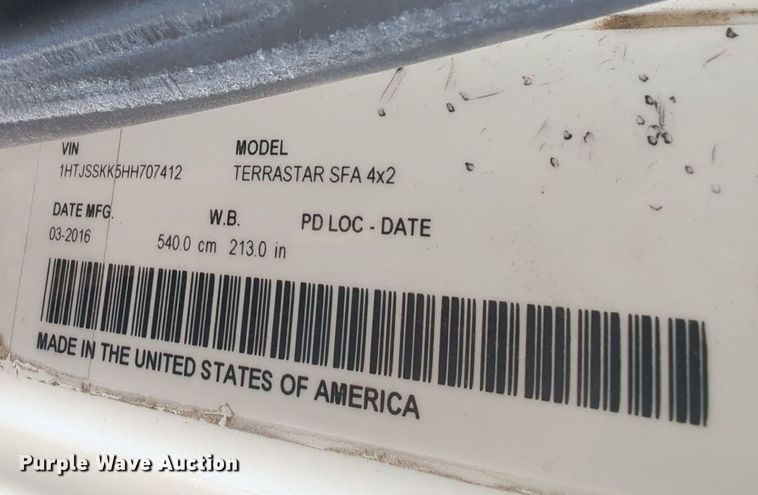 VIN MODEL
1HTJSSKK5HH707412 TERRASTAR SFA 4x2
DATE MFG. W.B. PD LOC - DATE
03-2016 540.0 cm 213.0 in
MADE IN THE UNITED STATES OF AMERICA
Purple Wave Auction